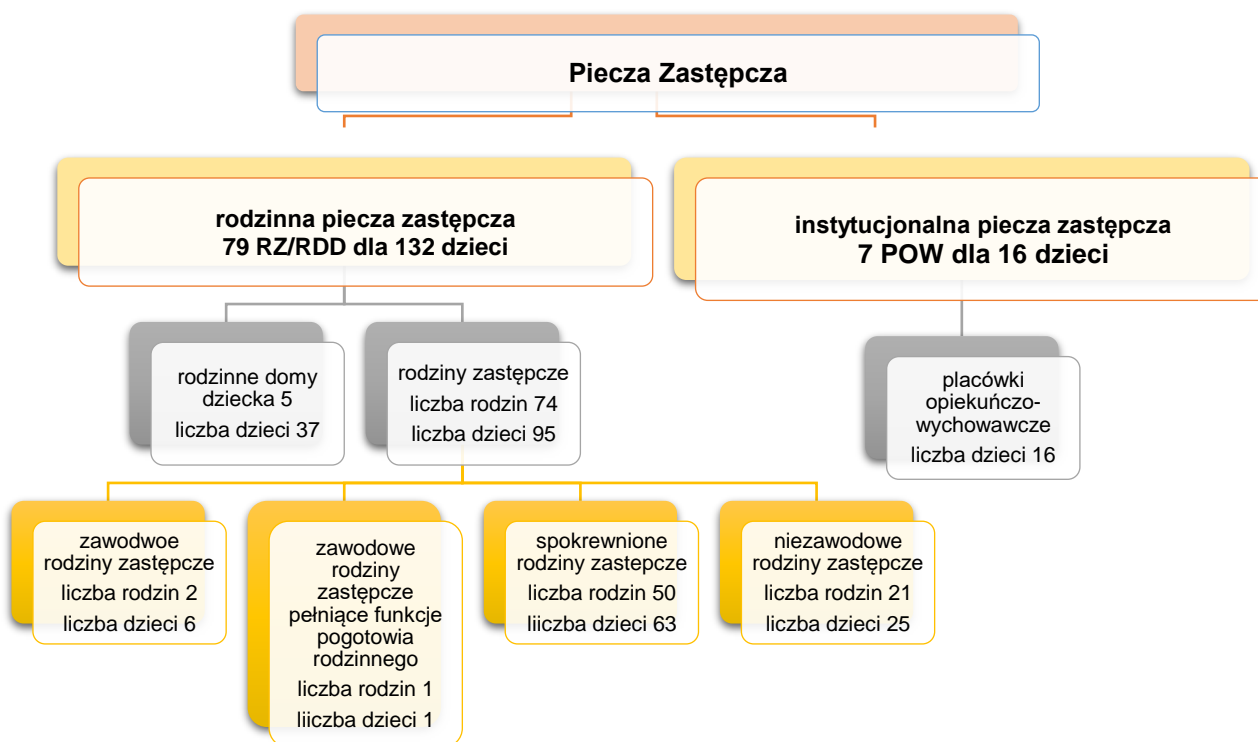 Piecza Zastępcza
rodzinna piecza zastępcza
79 RZ/RDD dla 132 dzieci
instytucjonalna piecza zastępcza
7 POW dla 16 dzieci
rodzinne domy
dziecka 5
liczba dzieci 37
rodziny zastępcze
liczba rodzin 74
liczba dzieci 95
placówki
opiekuńczo-
wychowawcze
liczba dzieci 16
zawodwoe
rodziny zastępcze
liczba rodzin 2
liczba dzieci 6
zawodowe
rodziny
zastępcze
pełniące funkcje
pogotowia
rodzinnego
liczba rodzin 1
liiczba dzieci 1
spokrewnione
rodziny zastepcze
liczba rodzin 50
liiczba dzieci 63
niezawodowe
rodziny zastępcze
liczba rodzin 21
liczba dzieci 25